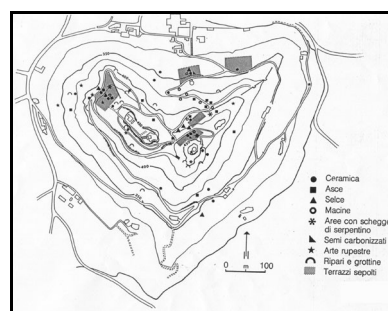 Ceramica
Asce
Selce
Macine
Aree con schegge
di serpentino
Semi carbonizzati
Arte rupestre
Ripari e grottine
Terrazzi sepolti
N
0 100